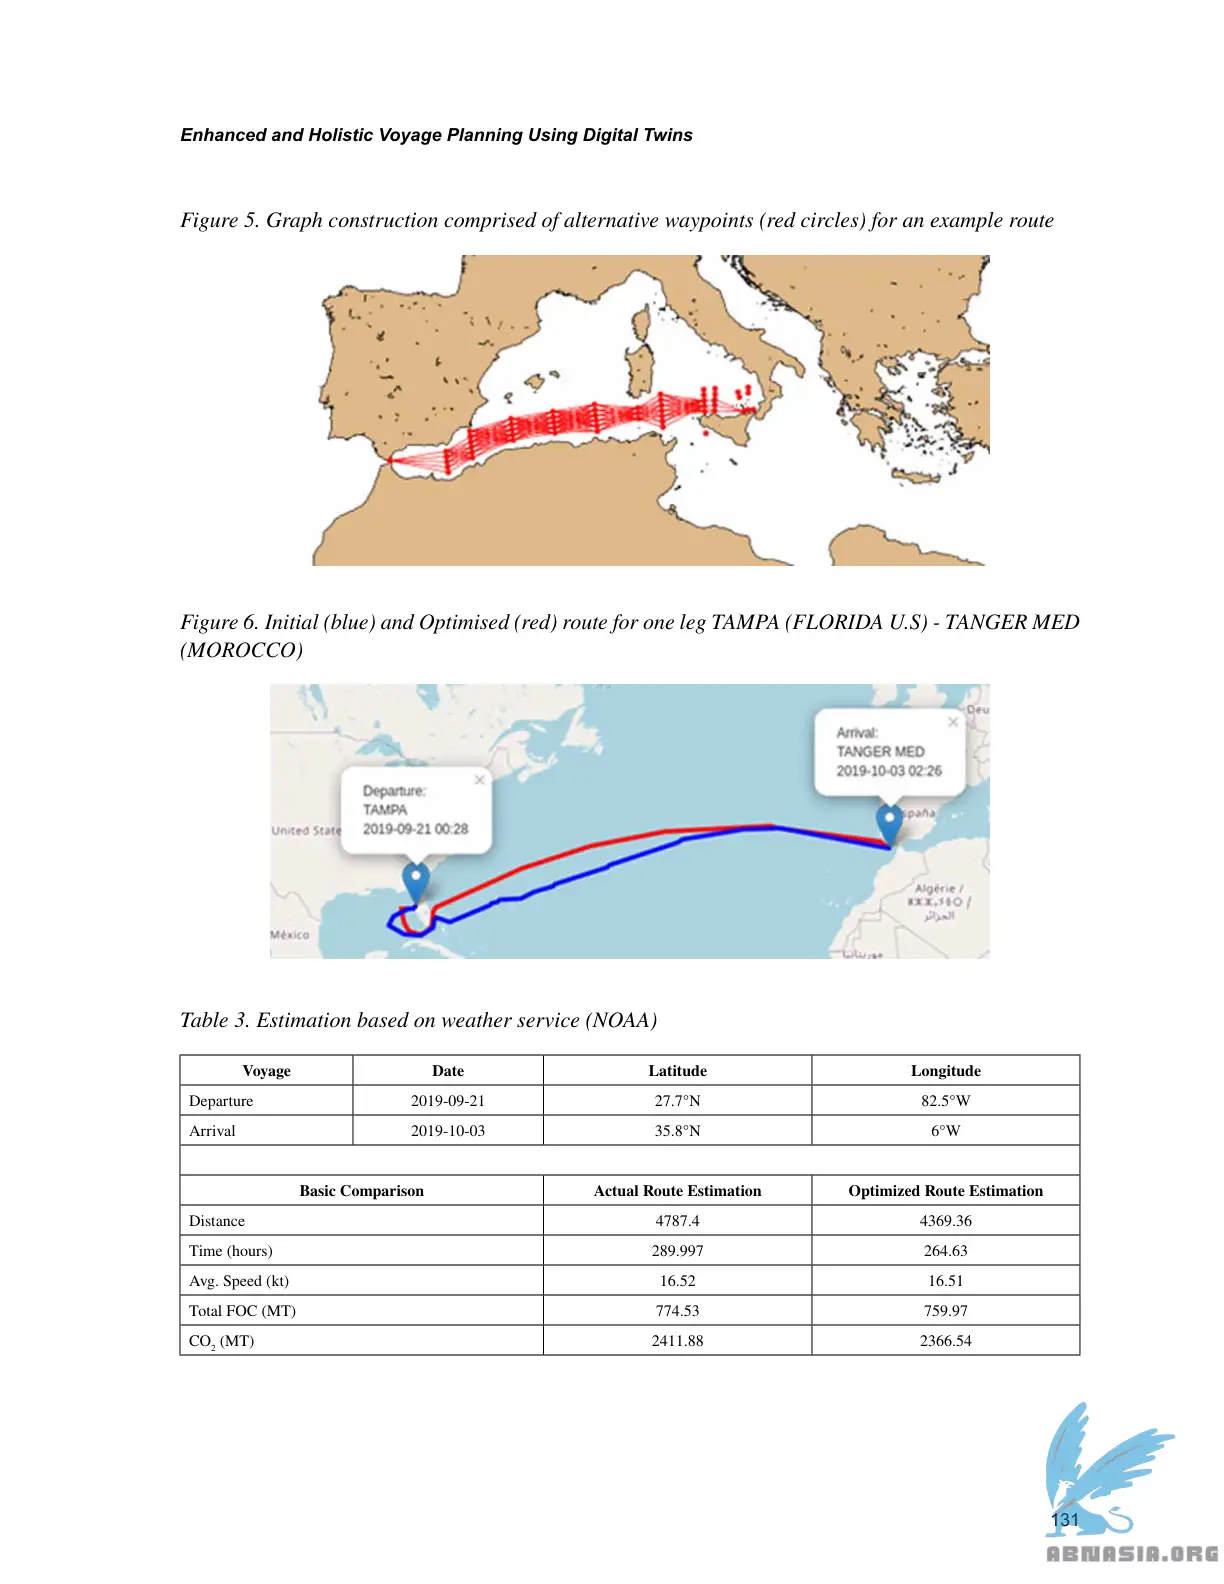 Enhanced and Holistic Voyage Planning Using Digital Twins
Figure 5. Graph construction comprised of alternative waypoints (red circles) for an example route
Figure 6. Initial (blue) and Optimised (red) route for one leg TAMPA (FLORIDA U.S) - TANGER MED
(MOROCCO)
Deu
Arrival:
TANGER MED
2019-10-03 02:26
Departure:
TAMPA
2019-09-21 00:28
United State
spaña
Algérie /
الجزائر
México
Table 3. Estimation based on weather service (NOAA)
Voyage Date Latitude Longitude
Departure 2019-09-21 27.7°N 82.5°W
Arrival 2019-10-03 35.8°N 6°W
Basic Comparison Actual Route Estimation Optimized Route Estimation
Distance 4787.4 4369.36
Time (hours) 289.997 264.63
Avg. Speed (kt) 16.52 16.51
Total FOC (MT) 774.53 759.97
CO2 (MT) 2411.88 2366.54
131
ABNASIA.ORG